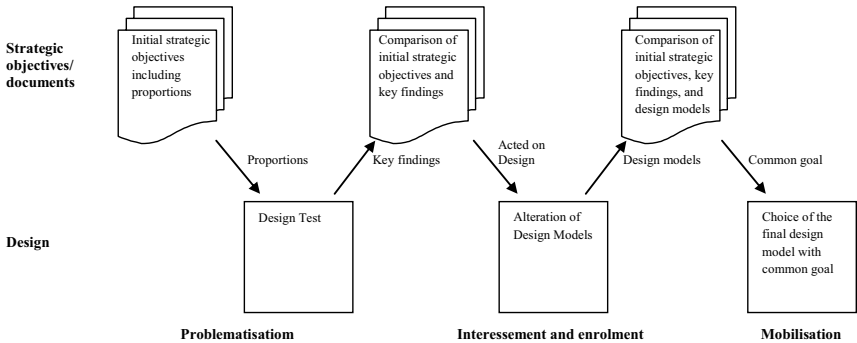 Strategic
objectives/
documents
Initial strategic
objectives
including
proportions
Comparison of
initial strategic
objectives and
key findings
Comparison of
initial strategic
objectives, key
findings, and
design models
Proportions
Key findings
Acted on
Design
Design models
Common goal
Design
Design Test
Alteration of
Design Models
Choice of the
final design
model with
common goal
Problematisatiom
Interessement and enrolment
Mobilisation